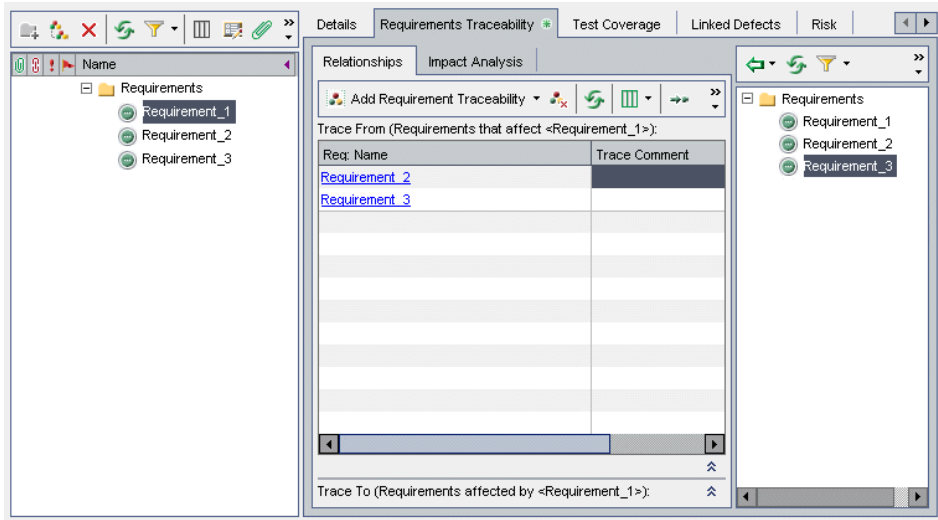 Name
Requirements
Requirement_1
Requirement_2
Requirement_3
Details
Requirements Traceability
Test Coverage
Linked Defects
Risk
Relationships
Impact Analysis
Add Requirement Traceability
Trace From (Requirements that affect <Requirement_1>):
Req: Name
Trace Comment
Requirement_2
Requirement_3
Trace To (Requirements affected by <Requirement_1>):
Requirements
Requirement_1
Requirement_2
Requirement_3